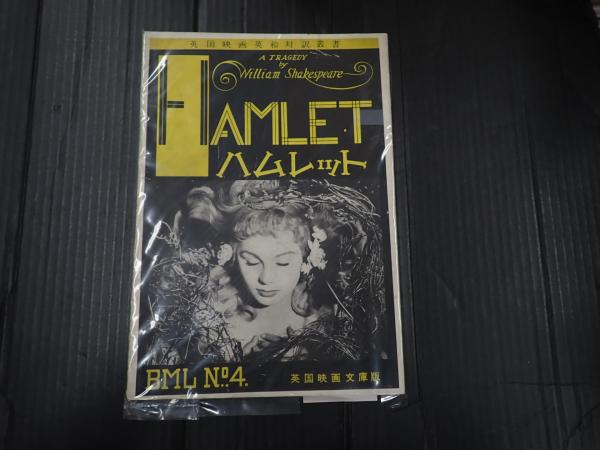 英国映画英和対訳叢書
A TRAGEDY
by
William Shakespeare
HAMLET
ハムレット
BML No.4.
英国映画文庫版